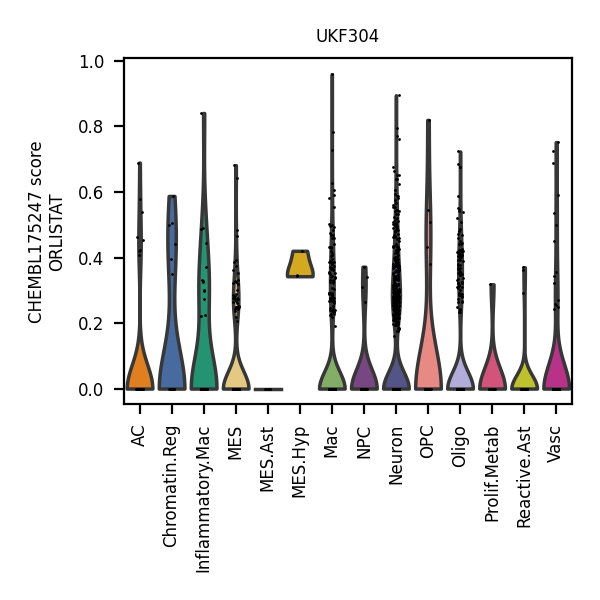 UKF304
CHEMBL175247 score
ORLISTAT
1.0
0.8
0.6
0.4
0.2
0.0
AC
Chromatin.Reg
Inflammatory.Mac
MES
MES.Ast
MES.Hyp
Mac
NPC
Neuron
OPC
Oligo
Prolif.Metab
Reactive.Ast
Vasc